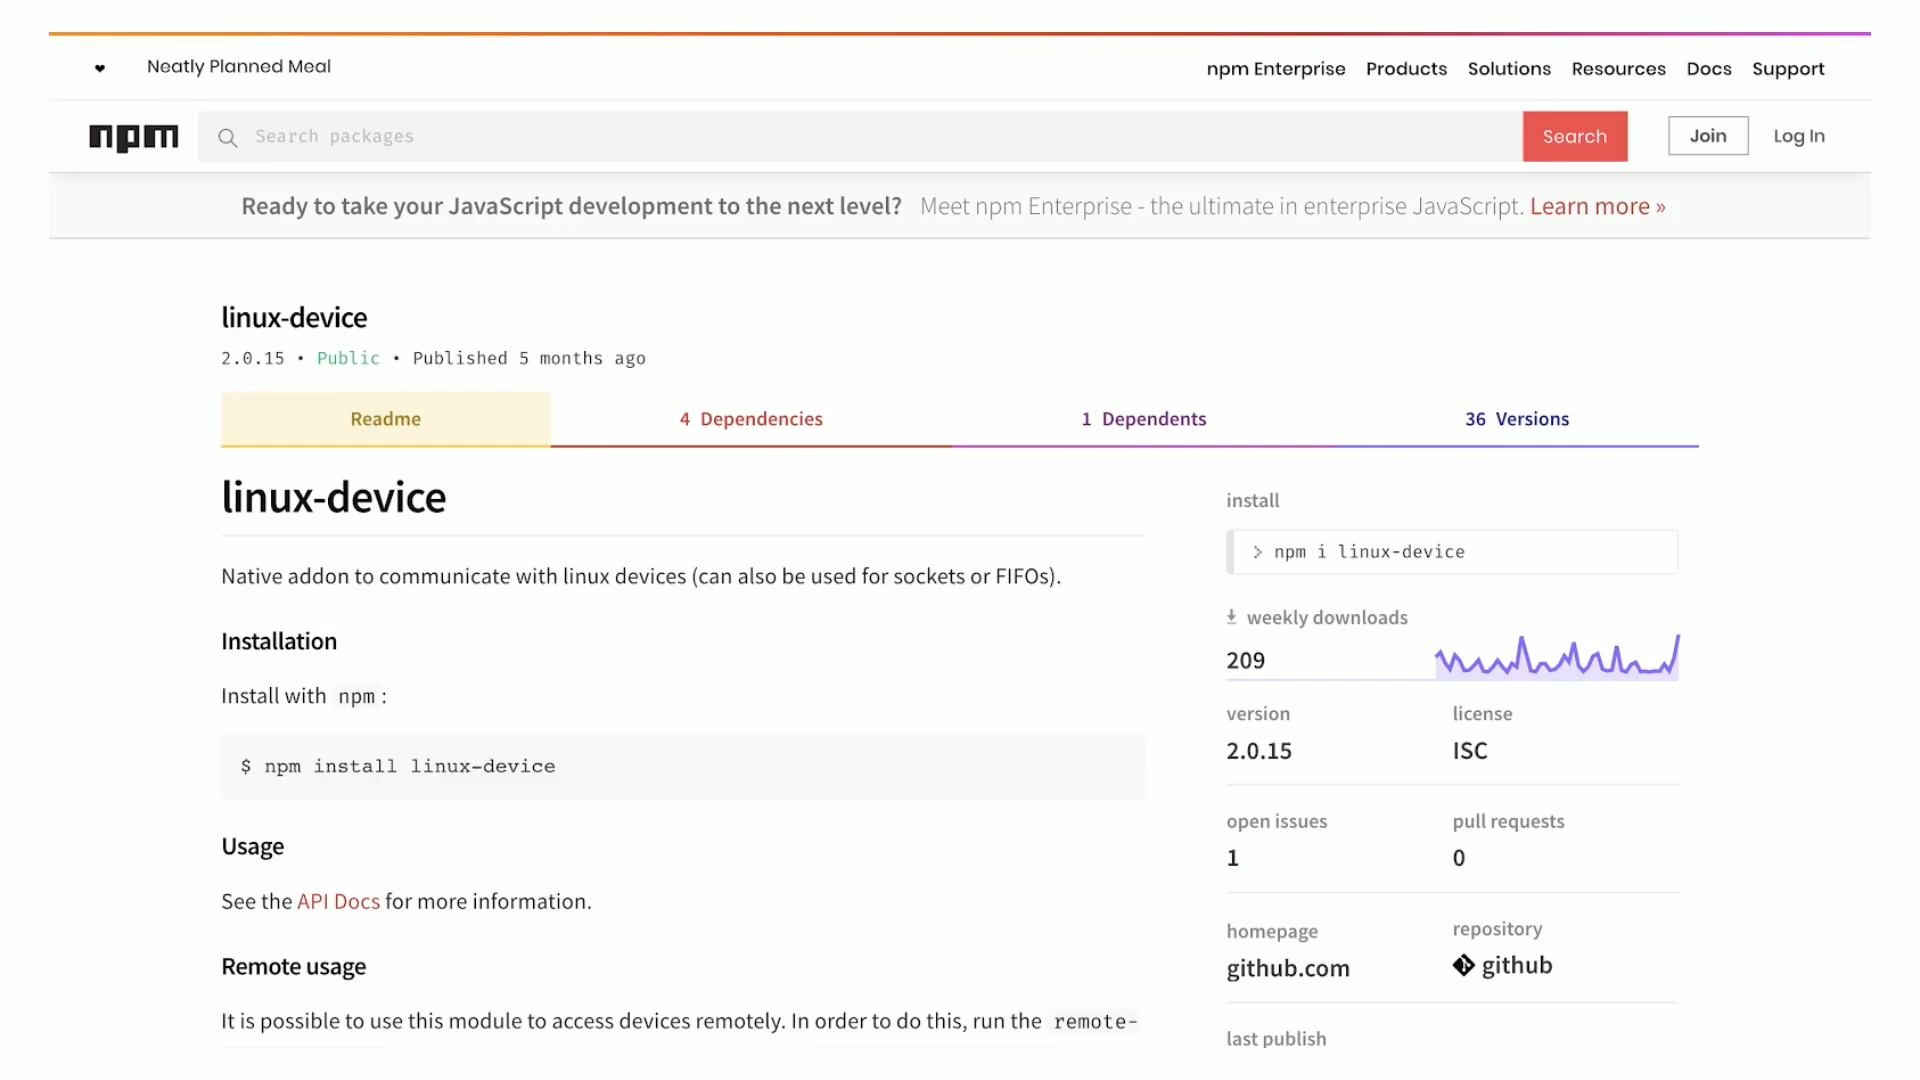 ❤ Neatly Planned Meal
npm Enterprise Products Solutions Resources Docs Support
npm Search packages Search Join Log In
Ready to take your JavaScript development to the next level? Meet npm Enterprise - the ultimate in enterprise JavaScript. Learn more »
linux-device
2.0.15 • Public • Published 5 months ago
Readme 4 Dependencies 1 Dependents 36 Versions
linux-device
Native addon to communicate with linux devices (can also be used for sockets or FIFOs).
Installation
Install with npm :
$ npm install linux-device
Usage
See the API Docs for more information.
Remote usage
It is possible to use this module to access devices remotely. In order to do this, run the remote-
install
> npm i linux-device
weekly downloads
209
version license
2.0.15 ISC
open issues pull requests
1 0
homepage repository
github.com github
last publish